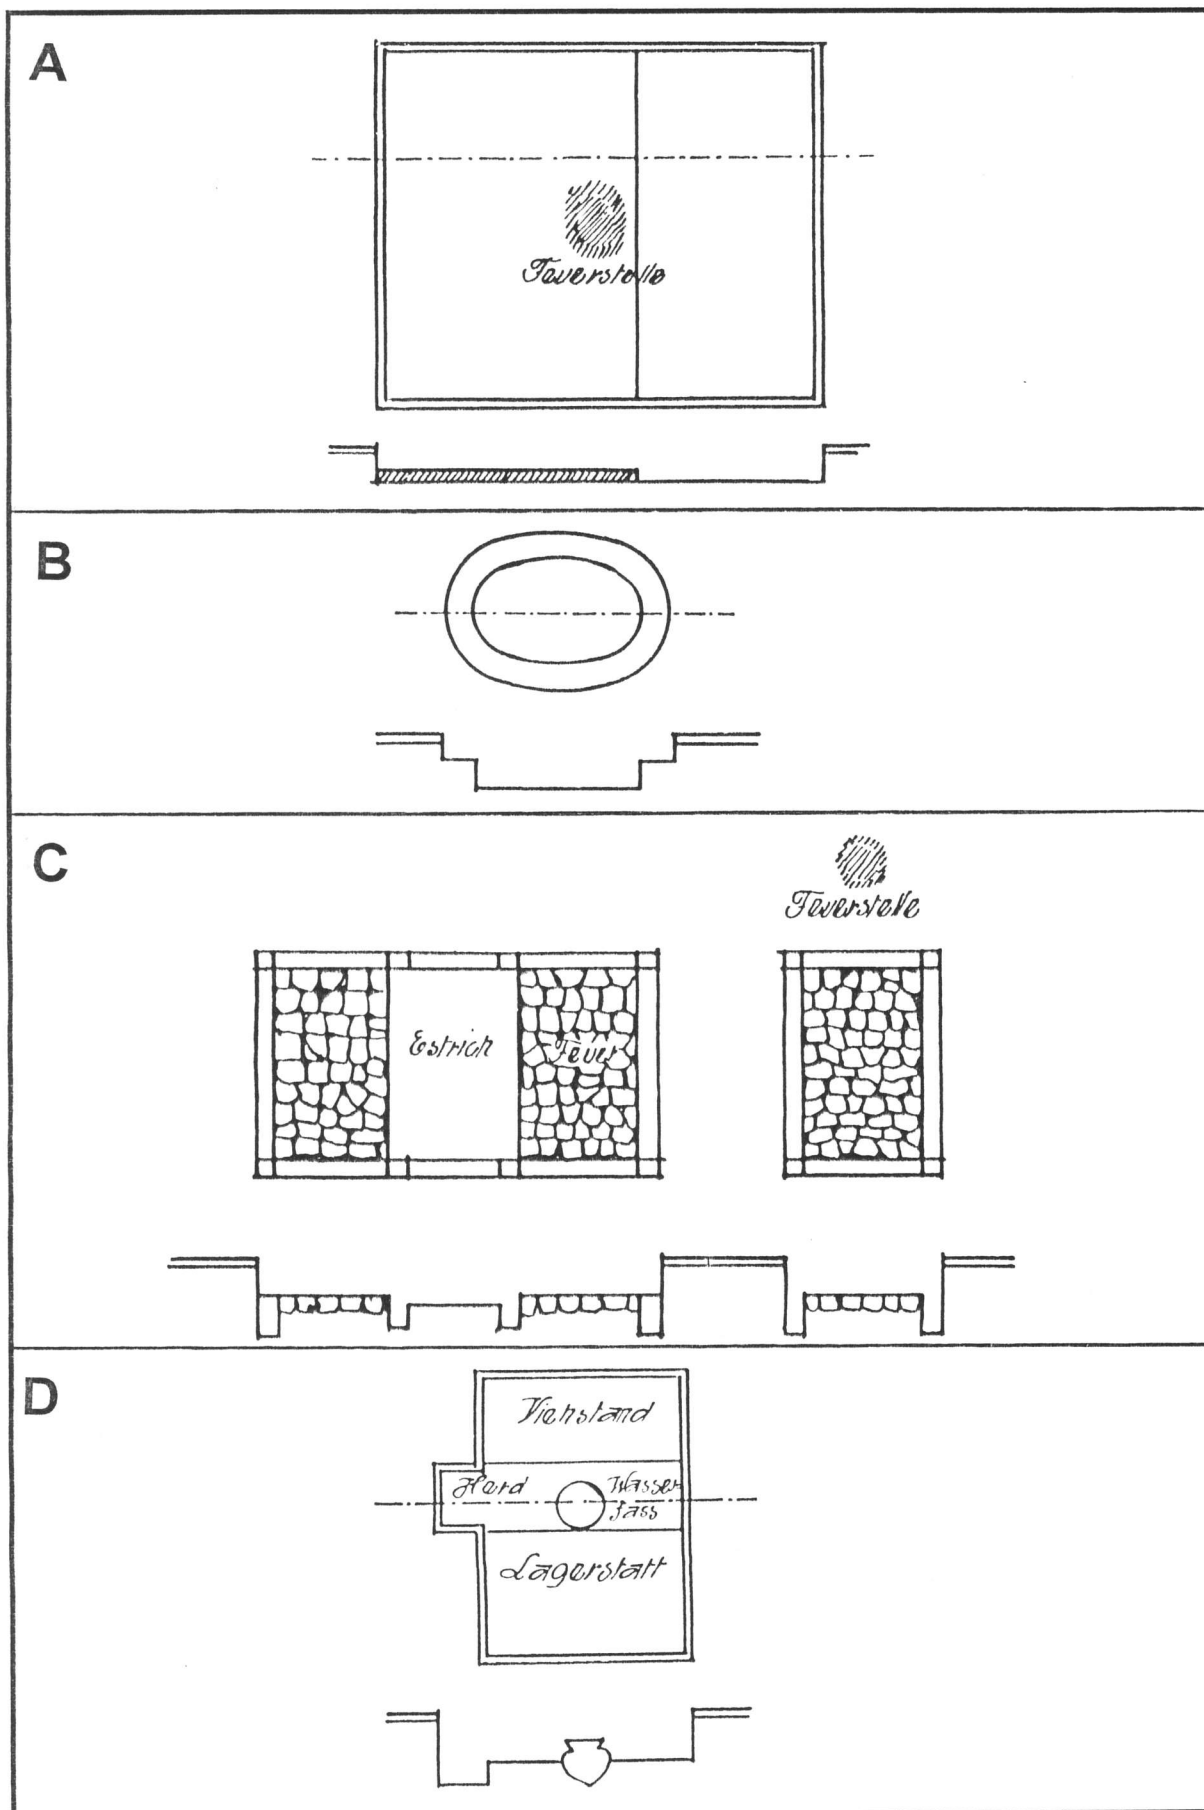 A
Feuerstelle
B
C
Feuerstelle
Estrich
Feuer
D
Viehstand
Herd
Wasser
fass
Lagerstatt